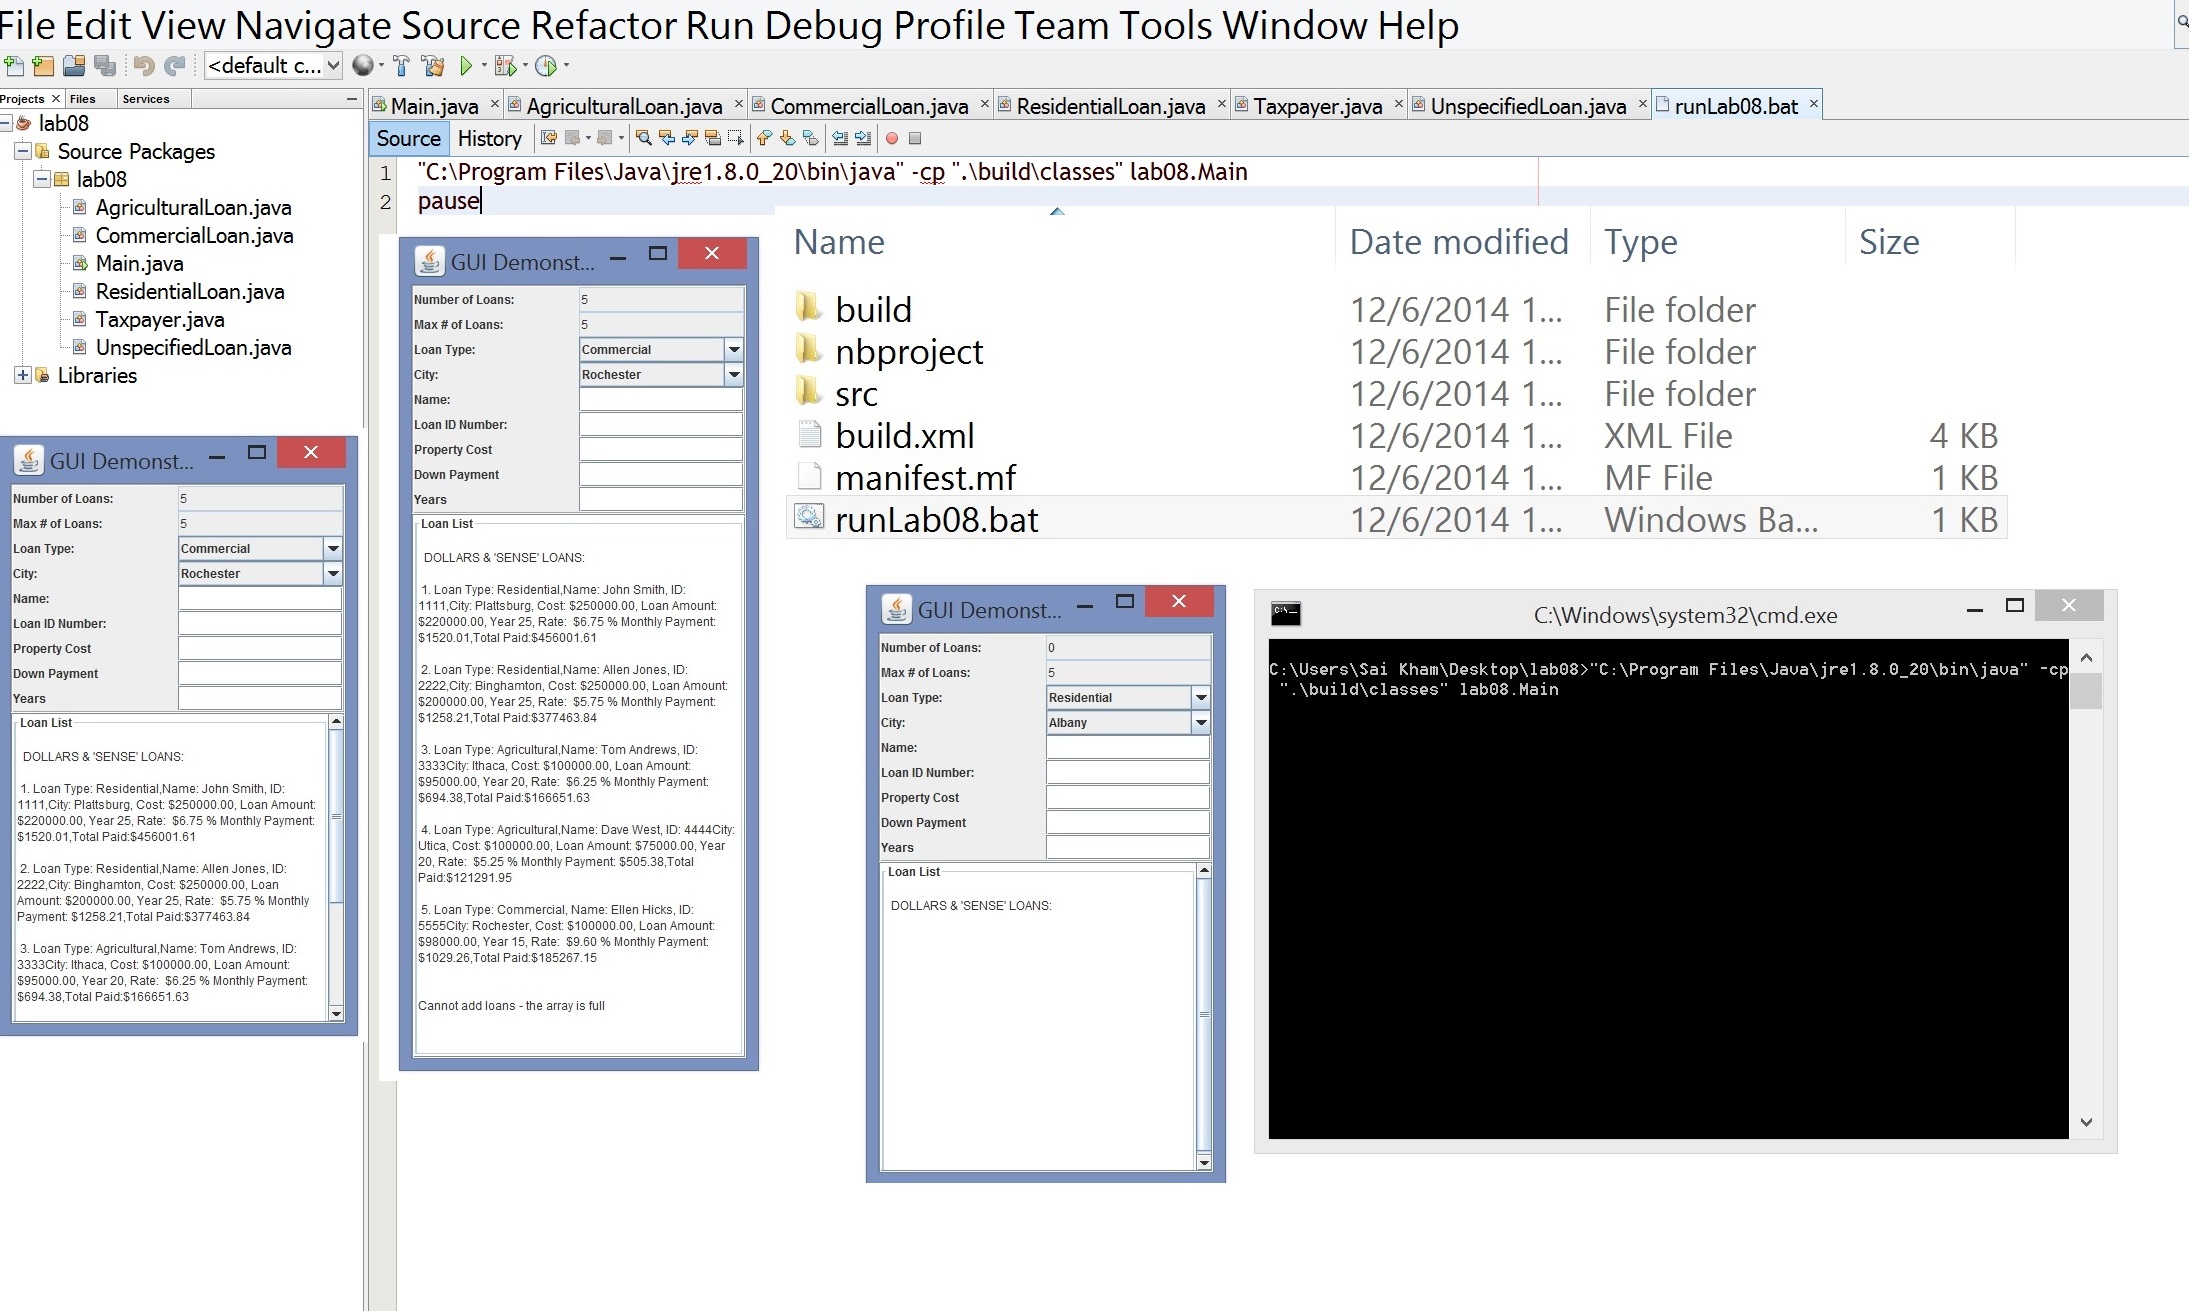 File Edit View Navigate Source Refactor Run Debug Profile Team Tools Window Help
<default c...
Projects Files Services
lab08
Source Packages
lab08
AgriculturalLoan.java
CommercialLoan.java
Main.java
ResidentialLoan.java
Taxpayer.java
UnspecifiedLoan.java
Libraries
Main.java AgriculturalLoan.java CommercialLoan.java ResidentialLoan.java Taxpayer.java UnspecifiedLoan.java runLab08.bat
Source History
1 "C:\Program Files\Java\jre1.8.0_20\bin\java" -cp ".\build\classes" lab08.Main
2 pause
Name Date modified Type Size
build 12/6/2014 1... File folder
nbproject 12/6/2014 1... File folder
src 12/6/2014 1... File folder
build.xml 12/6/2014 1... XML File 4 KB
manifest.mf 12/6/2014 1... MF File 1 KB
runLab08.bat 12/6/2014 1... Windows Ba... 1 KB
GUI Demonst...
Number of Loans: 5
Max # of Loans: 5
Loan Type: Commercial
City: Rochester
Name:
Loan ID Number:
Property Cost
Down Payment
Years
Loan List
DOLLARS & 'SENSE' LOANS:
1. Loan Type: Residential,Name: John Smith, ID:
1111,City: Plattsburg, Cost: $250000.00, Loan Amount:
$220000.00, Year 25, Rate:  $6.75 % Monthly Payment:
$1520.01,Total Paid:$456001.61
2. Loan Type: Residential,Name: Allen Jones, ID:
2222,City: Binghamton, Cost: $250000.00, Loan
Amount: $200000.00, Year 25, Rate:  $5.75 % Monthly
Payment: $1258.21,Total Paid:$377463.84
3. Loan Type: Agricultural,Name: Tom Andrews, ID:
3333City: Ithaca, Cost: $100000.00, Loan Amount:
$95000.00, Year 20, Rate:  $6.25 % Monthly Payment:
$694.38,Total Paid:$166651.63
GUI Demonst...
Number of Loans: 5
Max # of Loans: 5
Loan Type: Commercial
City: Rochester
Name:
Loan ID Number:
Property Cost
Down Payment
Years
Loan List
DOLLARS & 'SENSE' LOANS:
1. Loan Type: Residential,Name: John Smith, ID:
1111,City: Plattsburg, Cost: $250000.00, Loan Amount:
$220000.00, Year 25, Rate:  $6.75 % Monthly Payment:
$1520.01,Total Paid:$456001.61
2. Loan Type: Residential,Name: Allen Jones, ID:
2222,City: Binghamton, Cost: $250000.00, Loan Amount:
$200000.00, Year 25, Rate:  $5.75 % Monthly Payment:
$1258.21,Total Paid:$377463.84
3. Loan Type: Agricultural,Name: Tom Andrews, ID:
3333City: Ithaca, Cost: $100000.00, Loan Amount:
$95000.00, Year 20, Rate:  $6.25 % Monthly Payment:
$694.38,Total Paid:$166651.63
4. Loan Type: Agricultural,Name: Dave West, ID: 4444City:
Utica, Cost: $100000.00, Loan Amount: $75000.00, Year
20, Rate:  $5.25 % Monthly Payment: $505.38,Total
Paid:$121291.95
5. Loan Type: Commercial, Name: Ellen Hicks, ID:
5555City: Rochester, Cost: $100000.00, Loan Amount:
$98000.00, Year 15, Rate:  $9.60 % Monthly Payment:
$1029.26,Total Paid:$185267.15
Cannot add loans - the array is full
GUI Demonst...
Number of Loans: 0
Max # of Loans: 5
Loan Type: Residential
City: Albany
Name:
Loan ID Number:
Property Cost
Down Payment
Years
Loan List
DOLLARS & 'SENSE' LOANS:
C:\Windows\system32\cmd.exe
C:\Users\Sai Kham\Desktop\lab08>"C:\Program Files\Java\jre1.8.0_20\bin\java" -cp
".\build\classes" lab08.Main